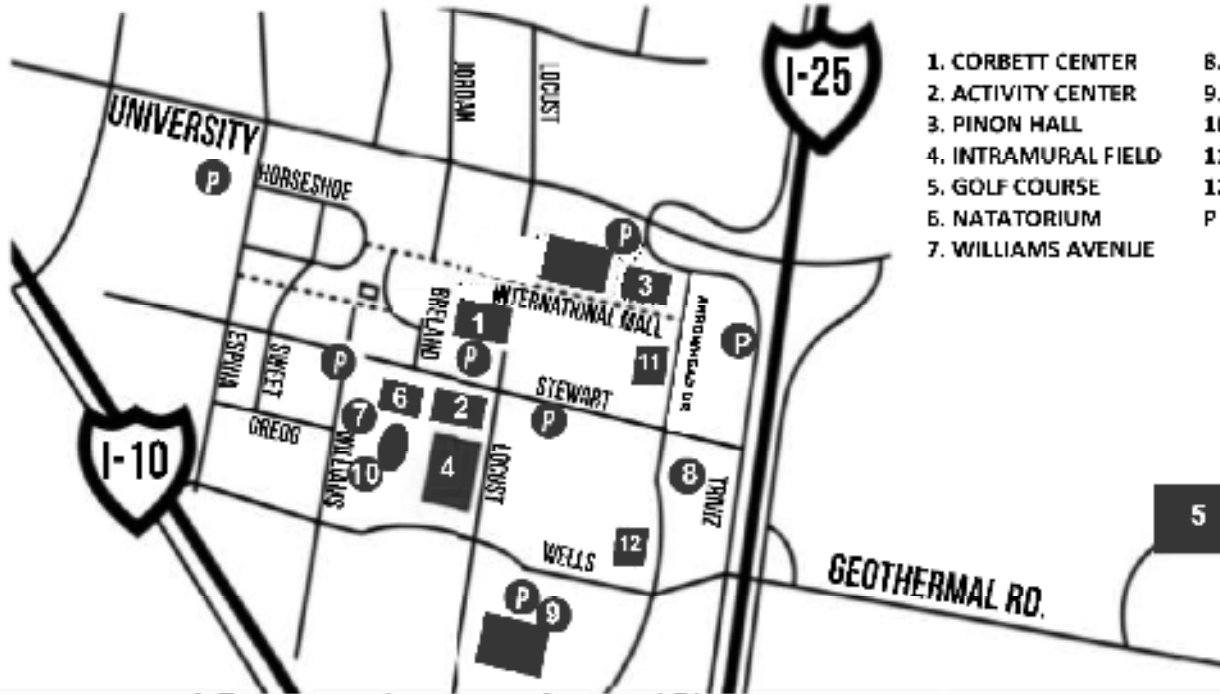 I-25
1. CORBETT CENTER
2. ACTIVITY CENTER
3. PINON HALL
4. INTRAMURAL FIELD
5. GOLF COURSE
6. NATATORIUM
7. WILLIAMS AVENUE
8.
9.
P
UNIVERSITY
JORDAN
LOCUST
P
HORSESHOE
P
3
INTERNATIONAL MALL
ARROWHEAD DR.
BRELAND
1
P
P
P
11
ESPINA
SWEET
STEWART
6
2
P
7
GREGG
WILLIAMS
10
4
LOCUST
8
TRIVIZ
I-10
5
12
WELLS
GEOTHERMAL RD.
P
9